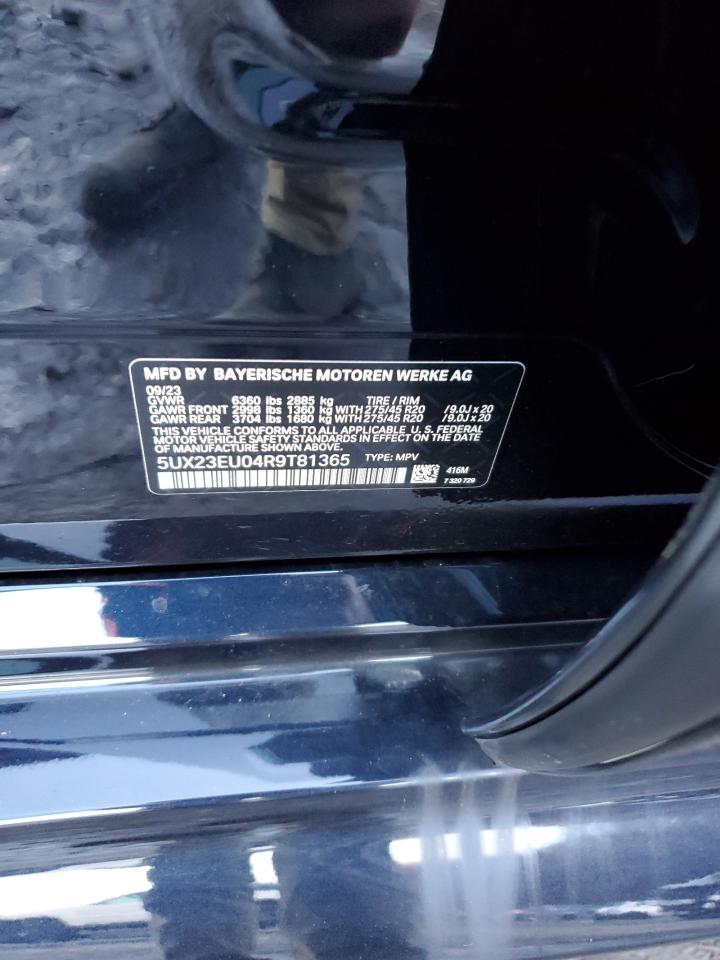 MFD BY BAYERISCHE MOTOREN WERKE AG
09/23
GVWR 6360 lbs 2885 kg TIRE / RIM
GAWR FRONT 2998 lbs 1360 kg WITH 275/45 R20 /9.0J x 20
GAWR REAR 3704 lbs 1680 kg WITH 275/45 R20 /9.0J x 20
THIS VEHICLE CONFORMS TO ALL APPLICABLE U.S. FEDERAL
MOTOR VEHICLE SAFETY STANDARDS IN EFFECT ON THE DATE
OF MANUFACTURE SHOWN ABOVE.
5UX23EU04R9T81365 TYPE: MPV
416M
7 320 729